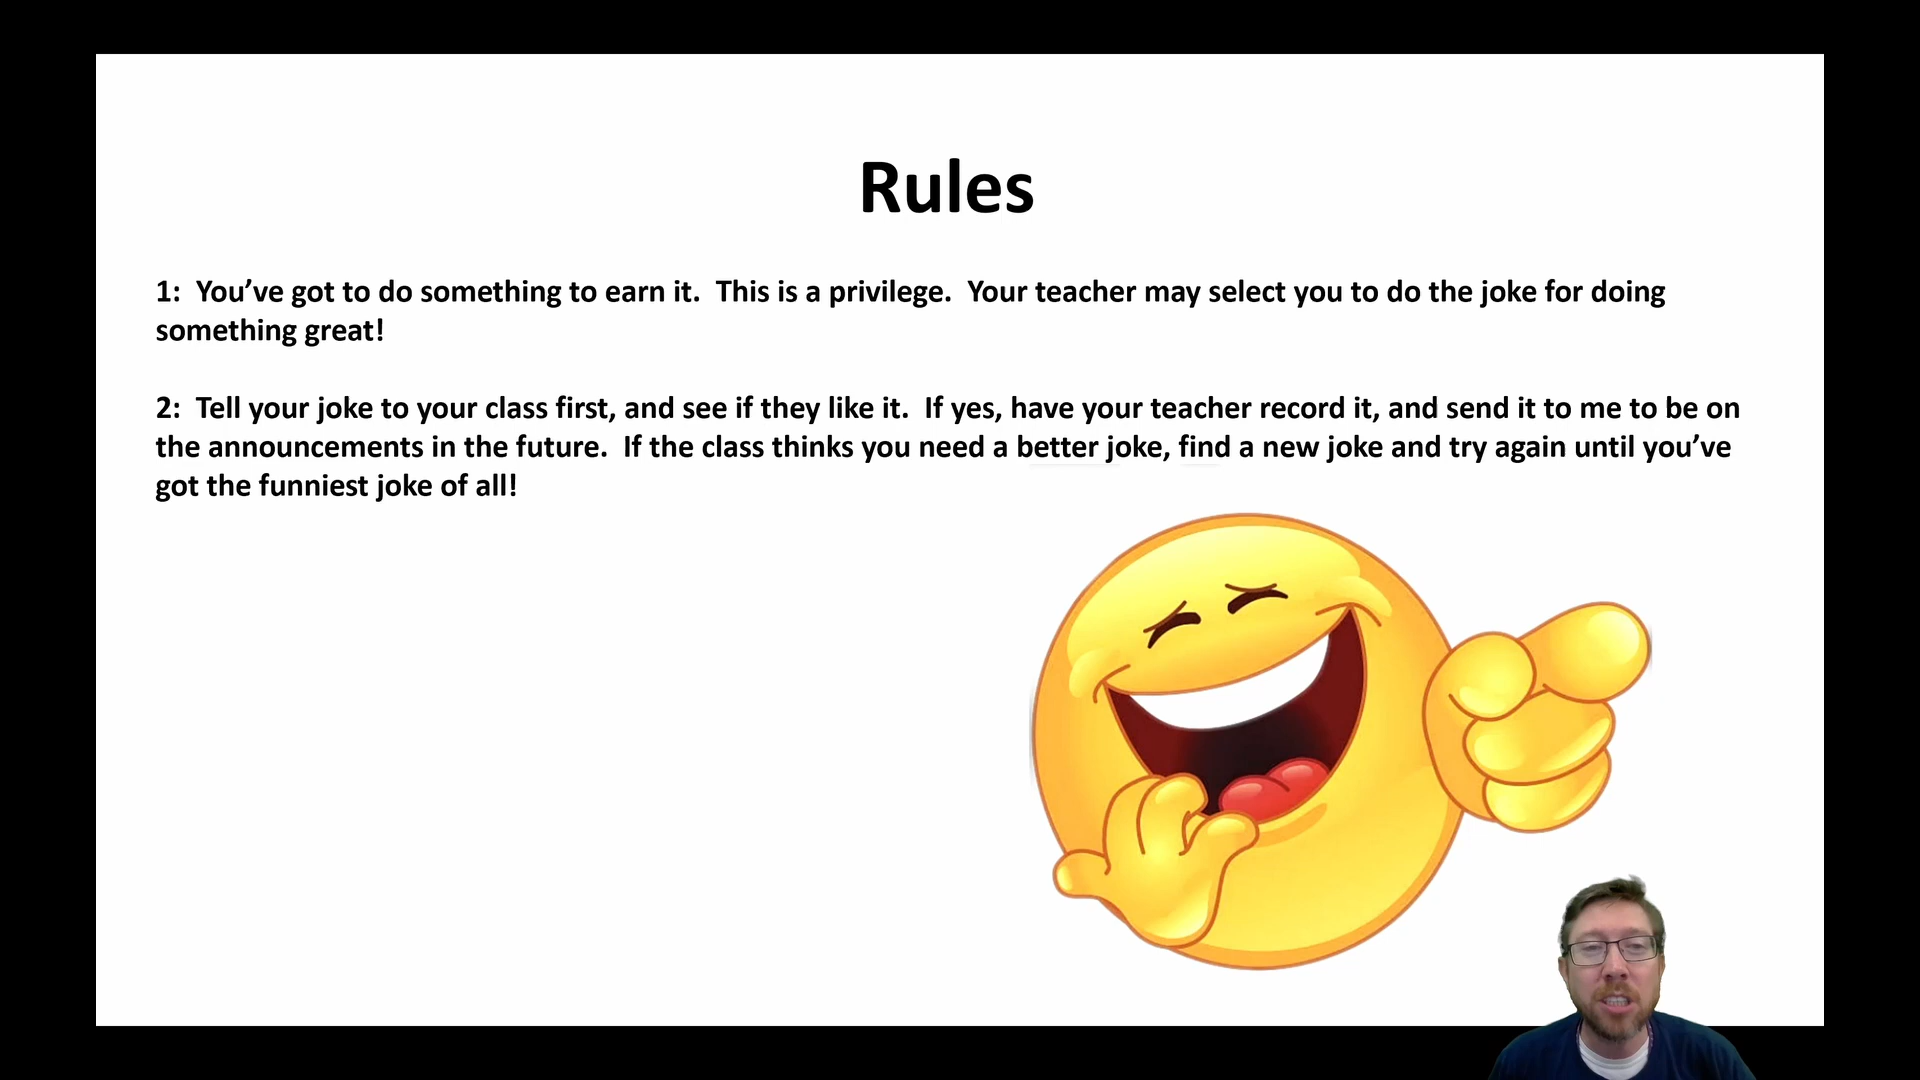 Rules
1:  You’ve got to do something to earn it.  This is a privilege.  Your teacher may select you to do the joke for doing
something great!
2:  Tell your joke to your class first, and see if they like it.  If yes, have your teacher record it, and send it to me to be on
the announcements in the future.  If the class thinks you need a better joke, find a new joke and try again until you’ve
got the funniest joke of all!